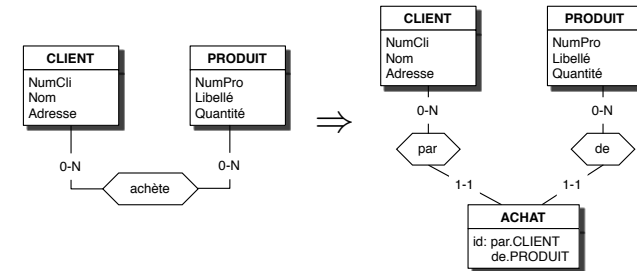 CLIENT
NumCli
Nom
Adresse
PRODUIT
NumPro
Libellé
Quantité
0-N
0-N
achète
⇒
CLIENT
NumCli
Nom
Adresse
PRODUIT
NumPro
Libellé
Quantité
0-N
0-N
par
de
1-1
1-1
ACHAT
id: par.CLIENT
de.PRODUIT